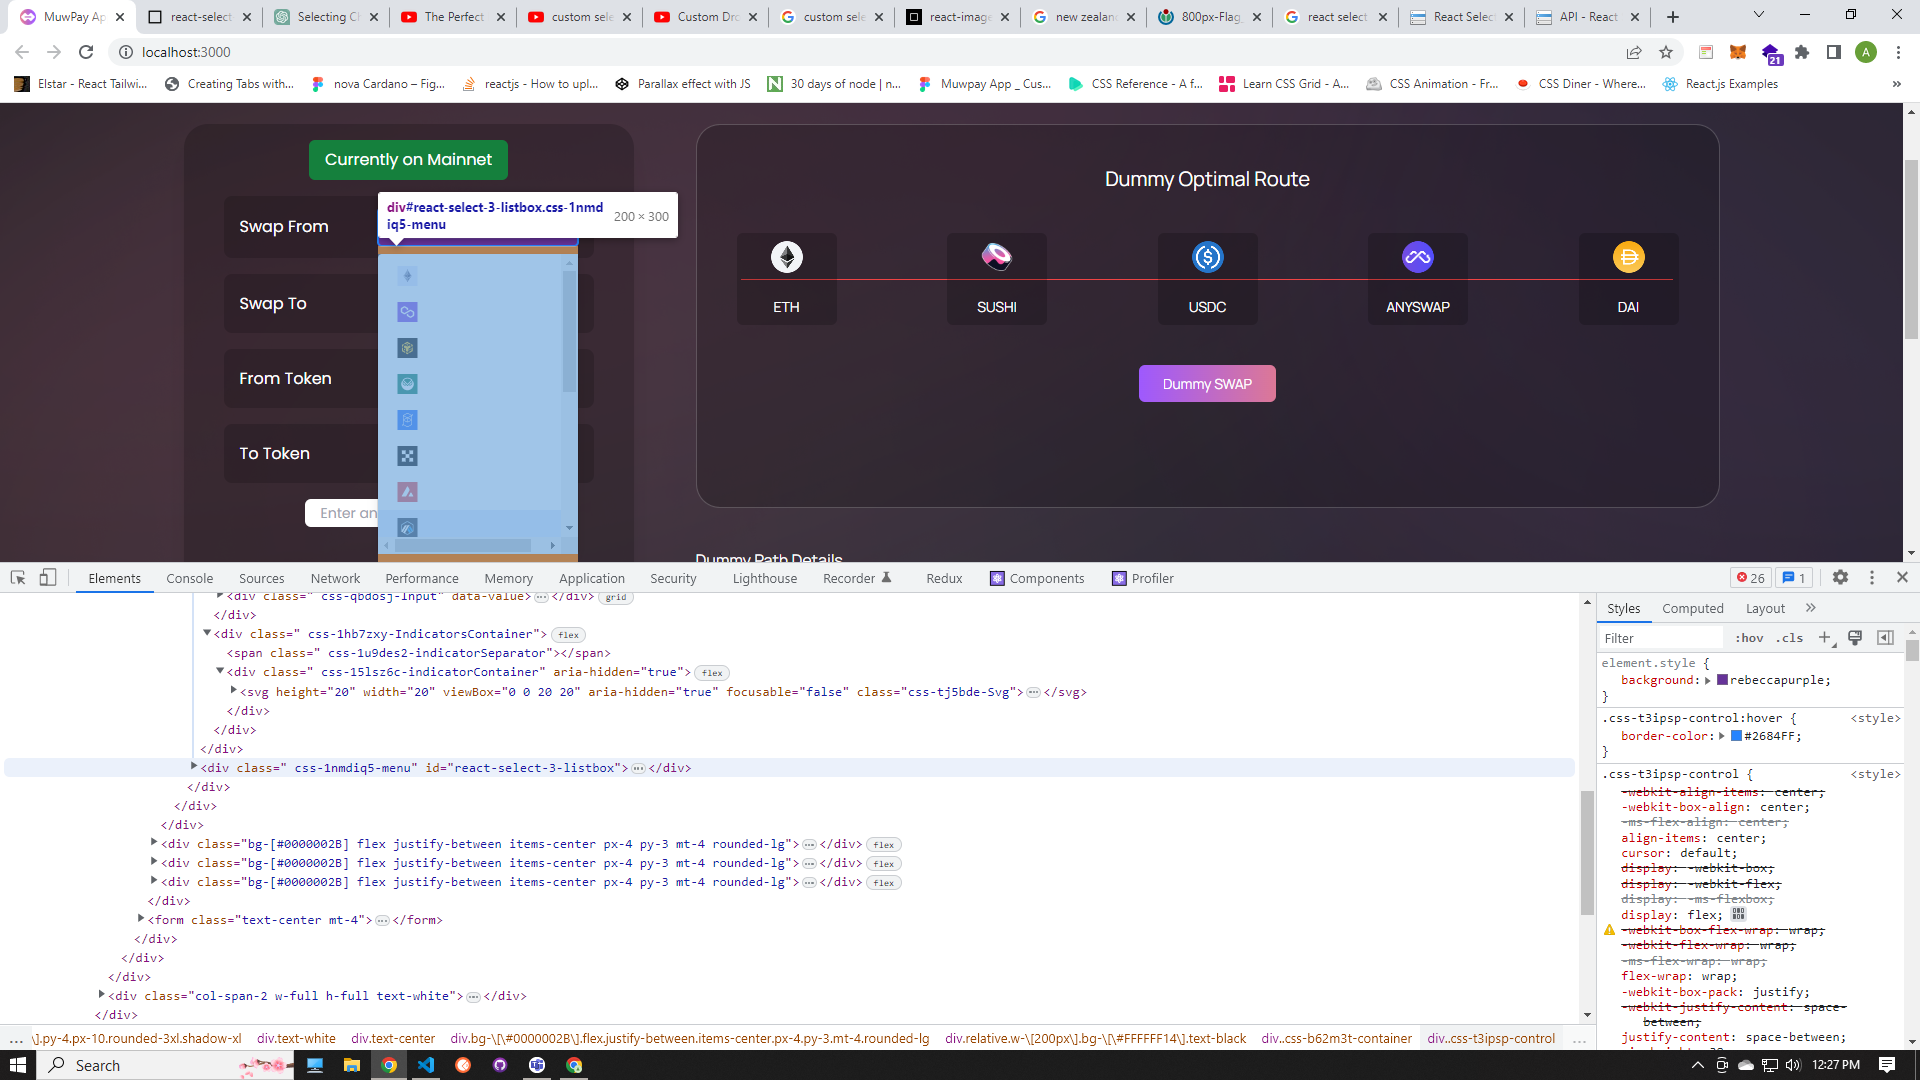 MuwPay Ap
react-select
Selecting Ch
The Perfect
custom sele
Custom Dro
custom sele
react-image
new zealan
800px-Flag_
react select
React Select
API - React
localhost:3000
21
A
Elstar - React Tailwi...
Creating Tabs with...
nova Cardano – Fig...
reactjs - How to upl...
Parallax effect with JS
30 days of node | n...
Muwpay App _ Cus...
CSS Reference - A f...
Learn CSS Grid - A...
CSS Animation - Fr...
CSS Diner - Where...
React.js Examples
»
Currently on Mainnet
Swap From
Swap To
From Token
To Token
Enter an
div#react-select-3-listbox.css-1nmd
iq5-menu
200 × 300
Dummy Optimal Route
ETH
SUSHI
USDC
ANYSWAP
DAI
Dummy SWAP
Dummy Path Details
Elements
Console
Sources
Network
Performance
Memory
Application
Security
Lighthouse
Recorder
Redux
Components
Profiler
26
1
<div class=" css-qbdosj-Input" data-value>…</div> grid
</div>
<div class=" css-1hb7zxy-IndicatorsContainer"> flex
<span class=" css-1u9des2-indicatorSeparator"></span>
<div class=" css-15lsz6c-indicatorContainer" aria-hidden="true"> flex
<svg height="20" width="20" viewBox="0 0 20 20" aria-hidden="true" focusable="false" class="css-tj5bde-Svg">…</svg>
</div>
</div>
</div>
<div class=" css-1nmdiq5-menu" id="react-select-3-listbox">…</div>
</div>
</div>
</div>
<div class="bg-[#0000002B] flex justify-between items-center px-4 py-3 mt-4 rounded-lg">…</div> flex
<div class="bg-[#0000002B] flex justify-between items-center px-4 py-3 mt-4 rounded-lg">…</div> flex
<div class="bg-[#0000002B] flex justify-between items-center px-4 py-3 mt-4 rounded-lg">…</div> flex
</div>
<form class="text-center mt-4">…</form>
</div>
</div>
</div>
<div class="col-span-2 w-full h-full text-white">…</div>
</div>
... \].py-4.px-10.rounded-3xl.shadow-xl div.text-white div.text-center div.bg-\[\#0000002B\].flex.justify-between.items-center.px-4.py-3.mt-4.rounded-lg div.relative.w-\[200px\].bg-\[\#FFFFFF14\].text-black div..css-b62m3t-container div..css-t3ipsp-control ...
Styles
Computed
Layout
»
Filter
:hov
.cls
element.style {
background: rebeccapurple;
}
.css-t3ipsp-control:hover { <style>
border-color: #2684FF;
}
.css-t3ipsp-control { <style>
-webkit-align-items: center;
-webkit-box-align: center;
-ms-flex-align: center;
align-items: center;
cursor: default;
display: -webkit-box;
display: -webkit-flex;
display: -ms-flexbox;
display: flex;
-webkit-box-flex-wrap: wrap;
-webkit-flex-wrap: wrap;
-ms-flex-wrap: wrap;
flex-wrap: wrap;
-webkit-box-pack: justify;
-webkit-justify-content: space-
between;
justify-content: space-between;
Search
12:27 PM